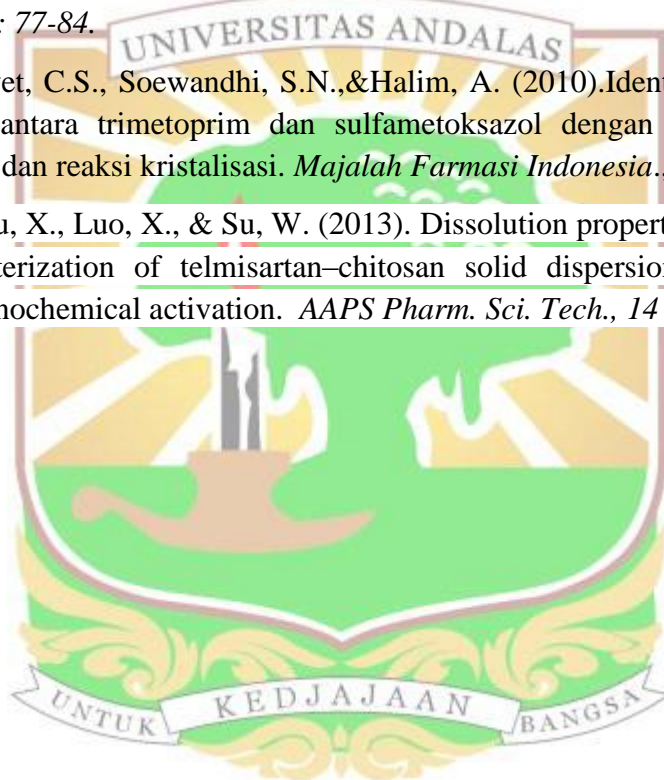 : 77-84.
UNIVERSITAS ANDALAS
et, C.S., Soewandhi, S.N.,&Halim, A. (2010).Ident
antara trimetoprim dan sulfametoksazol dengan
dan reaksi kristalisasi. Majalah Farmasi Indonesia.
u, X., Luo, X., & Su, W. (2013). Dissolution propert
terization of telmisartan–chitosan solid dispersion
nochemical activation. AAPS Pharm. Sci. Tech., 14
UNTUK KEDJAJAAN BANGSA